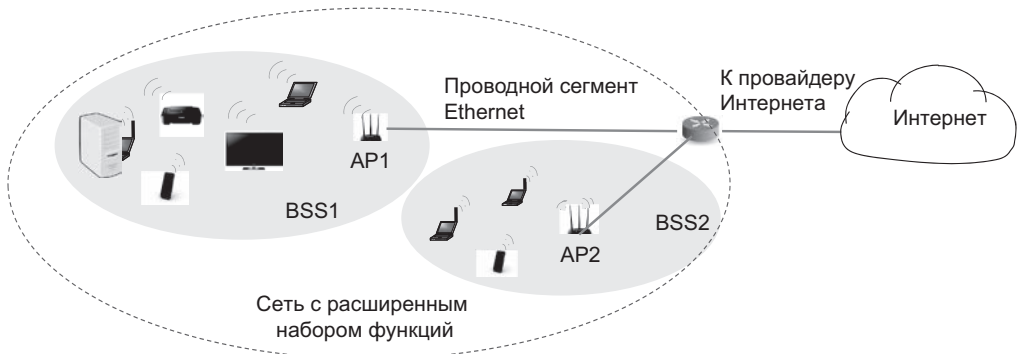 Проводной сегмент
Ethernet
К провайдеру
Интернета
Интернет
AP1
BSS1
BSS2
AP2
Сеть с расширенным
набором функций